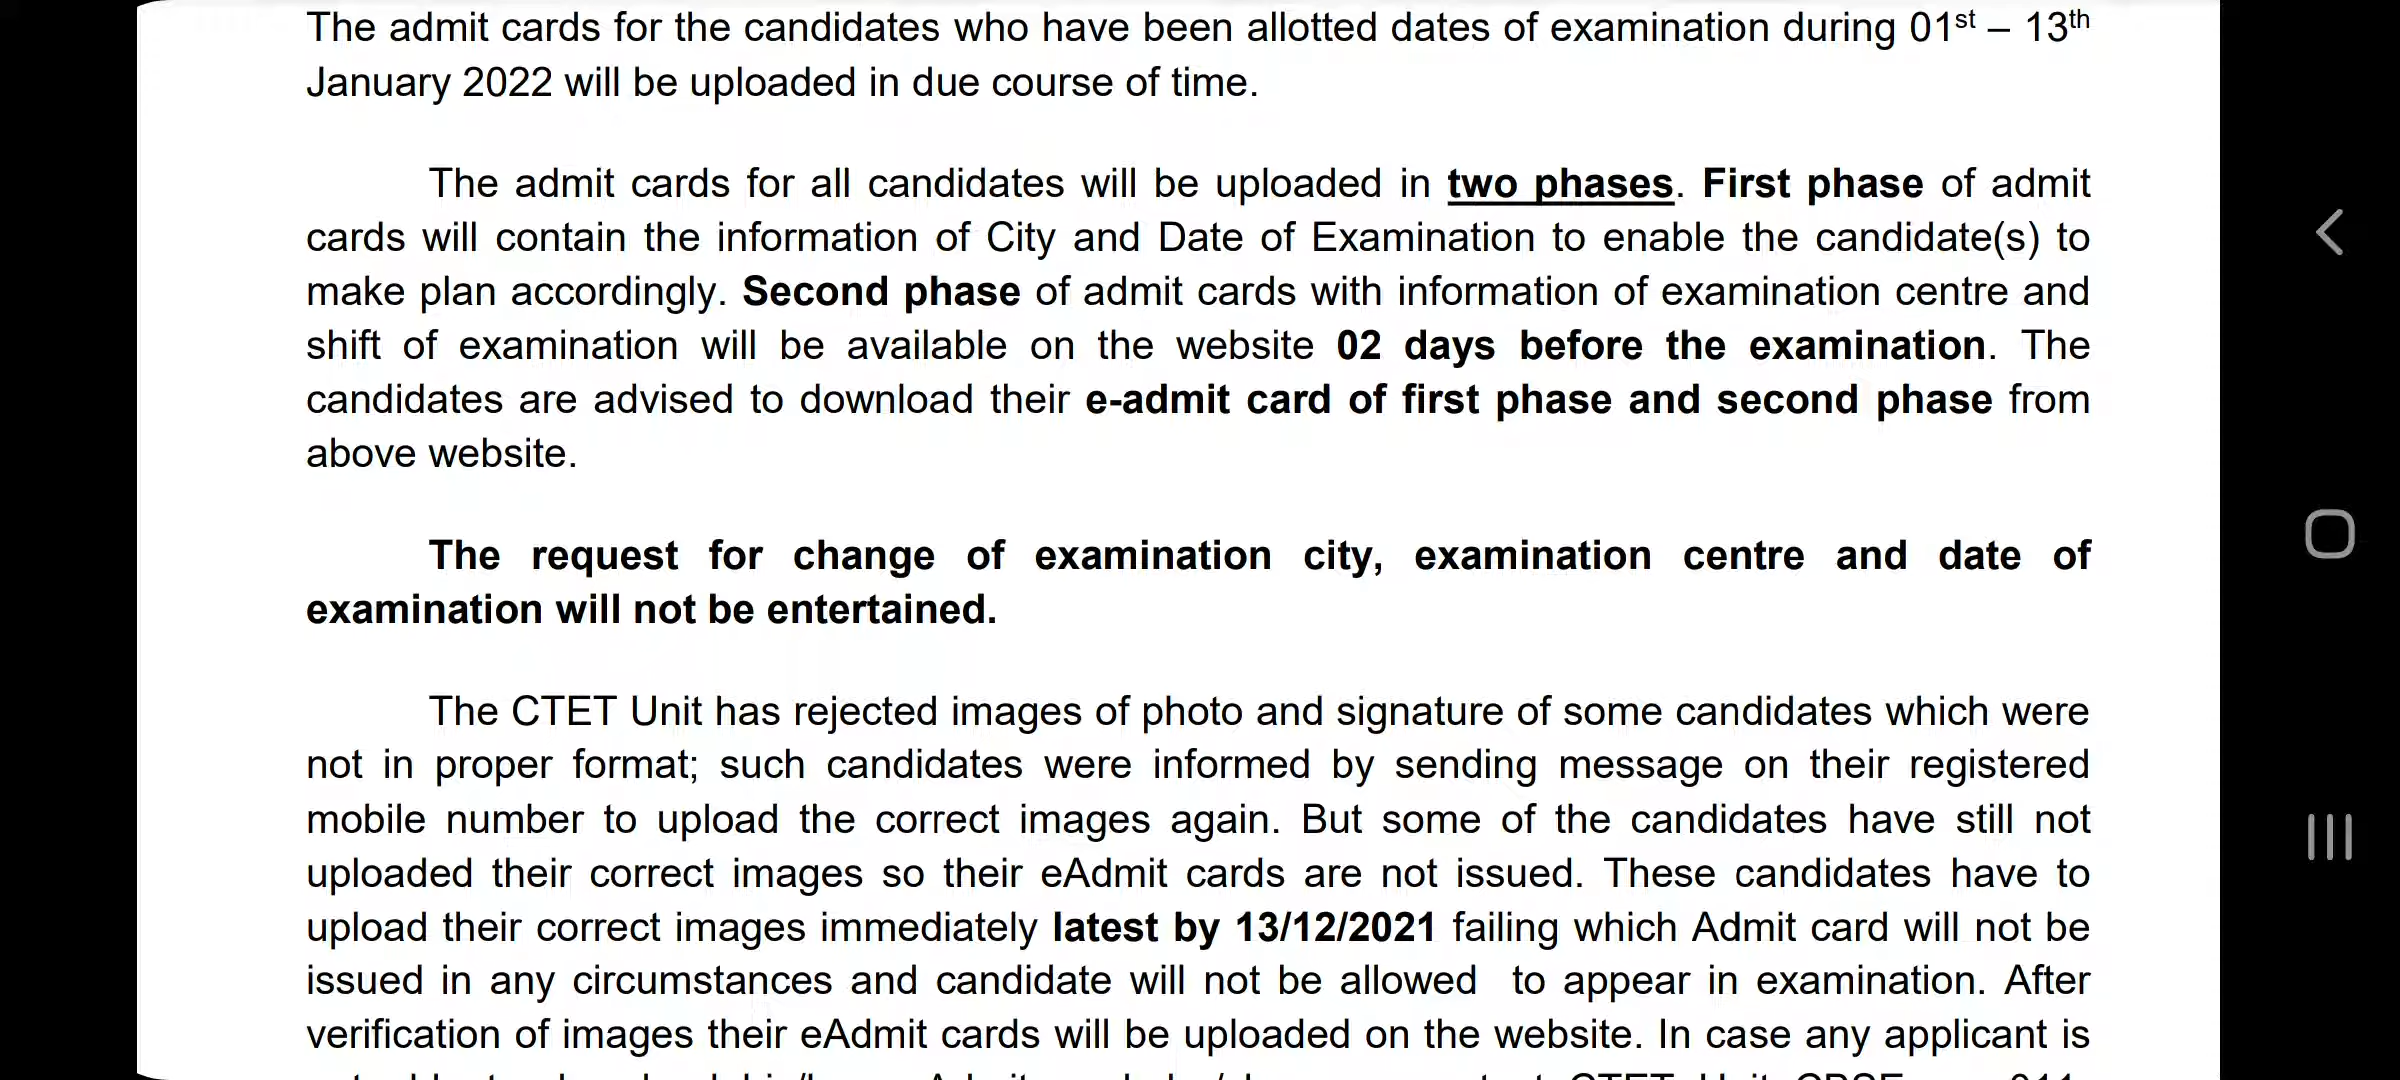 The admit cards for the candidates who have been allotted dates of examination during 01st – 13th
January 2022 will be uploaded in due course of time.
The admit cards for all candidates will be uploaded in two phases. First phase of admit
cards will contain the information of City and Date of Examination to enable the candidate(s) to
make plan accordingly. Second phase of admit cards with information of examination centre and
shift of examination will be available on the website 02 days before the examination. The
candidates are advised to download their e-admit card of first phase and second phase from
above website.
The request for change of examination city, examination centre and date of
examination will not be entertained.
The CTET Unit has rejected images of photo and signature of some candidates which were
not in proper format; such candidates were informed by sending message on their registered
mobile number to upload the correct images again. But some of the candidates have still not
uploaded their correct images so their eAdmit cards are not issued. These candidates have to
upload their correct images immediately latest by 13/12/2021 failing which Admit card will not be
issued in any circumstances and candidate will not be allowed to appear in examination. After
verification of images their eAdmit cards will be uploaded on the website. In case any applicant is